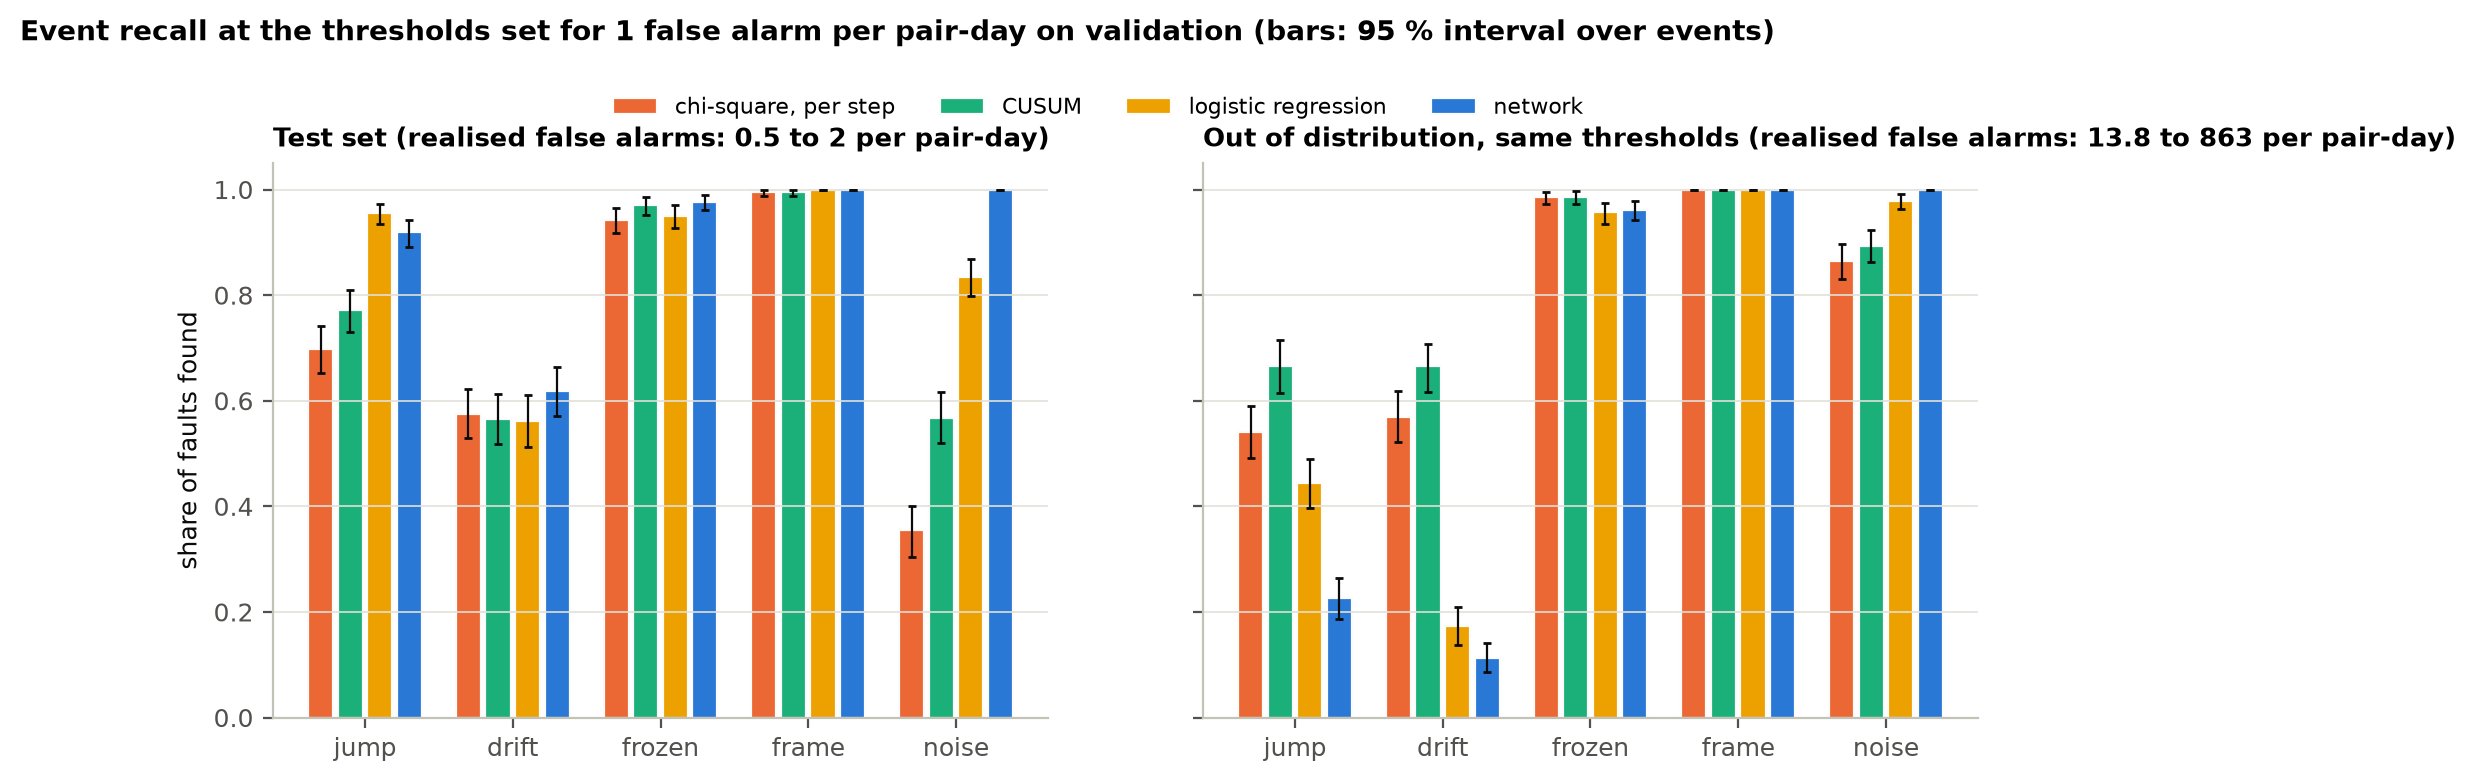 Event recall at the thresholds set for 1 false alarm per pair-day on validation (bars: 95 % interval over events)
chi-square, per step
CUSUM
logistic regression
network
Test set (realised false alarms: 0.5 to 2 per pair-day)
Out of distribution, same thresholds (realised false alarms: 13.8 to 863 per pair-day)
share of faults found
1.0
0.8
0.6
0.4
0.2
0.0
jump
drift
frozen
frame
noise
jump
drift
frozen
frame
noise